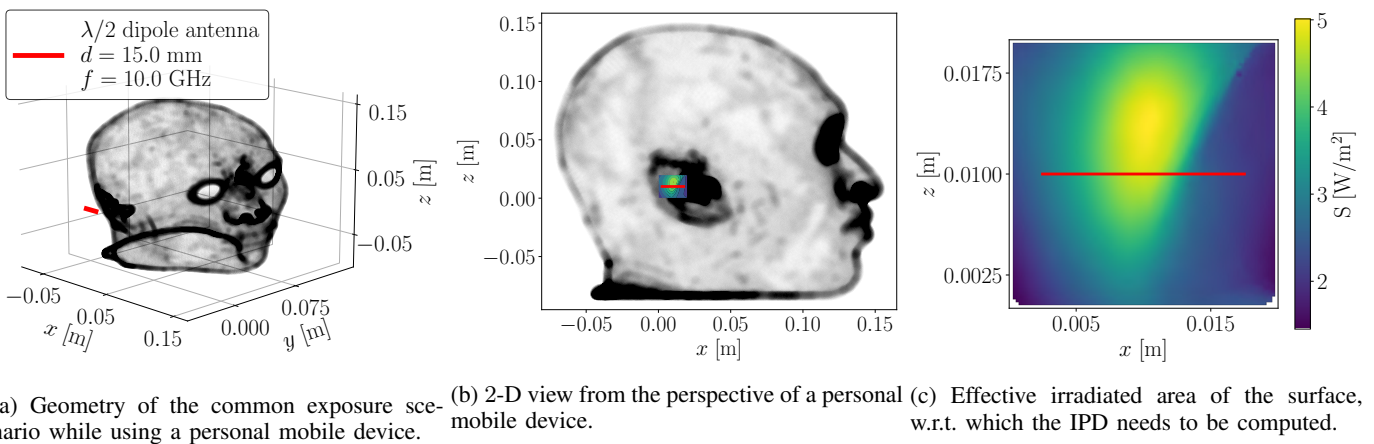 λ/2 dipole antenna
d = 15.0 mm
f = 10.0 GHz
0.15
0.05
−0.05
z [m]
−0.05
0.05
0.15
x [m]
0.000
0.075
y [m]
0.15
0.10
0.05
0.00
−0.05
z [m]
−0.05
0.00
0.05
0.10
0.15
x [m]
0.0175
0.0100
0.0025
z [m]
0.005
0.015
x [m]
5
4
3
2
S [W/m²]
a) Geometry of the common exposure sce-
nario while using a personal mobile device.
(b) 2-D view from the perspective of a personal
mobile device.
(c) Effective irradiated area of the surface,
w.r.t. which the IPD needs to be computed.